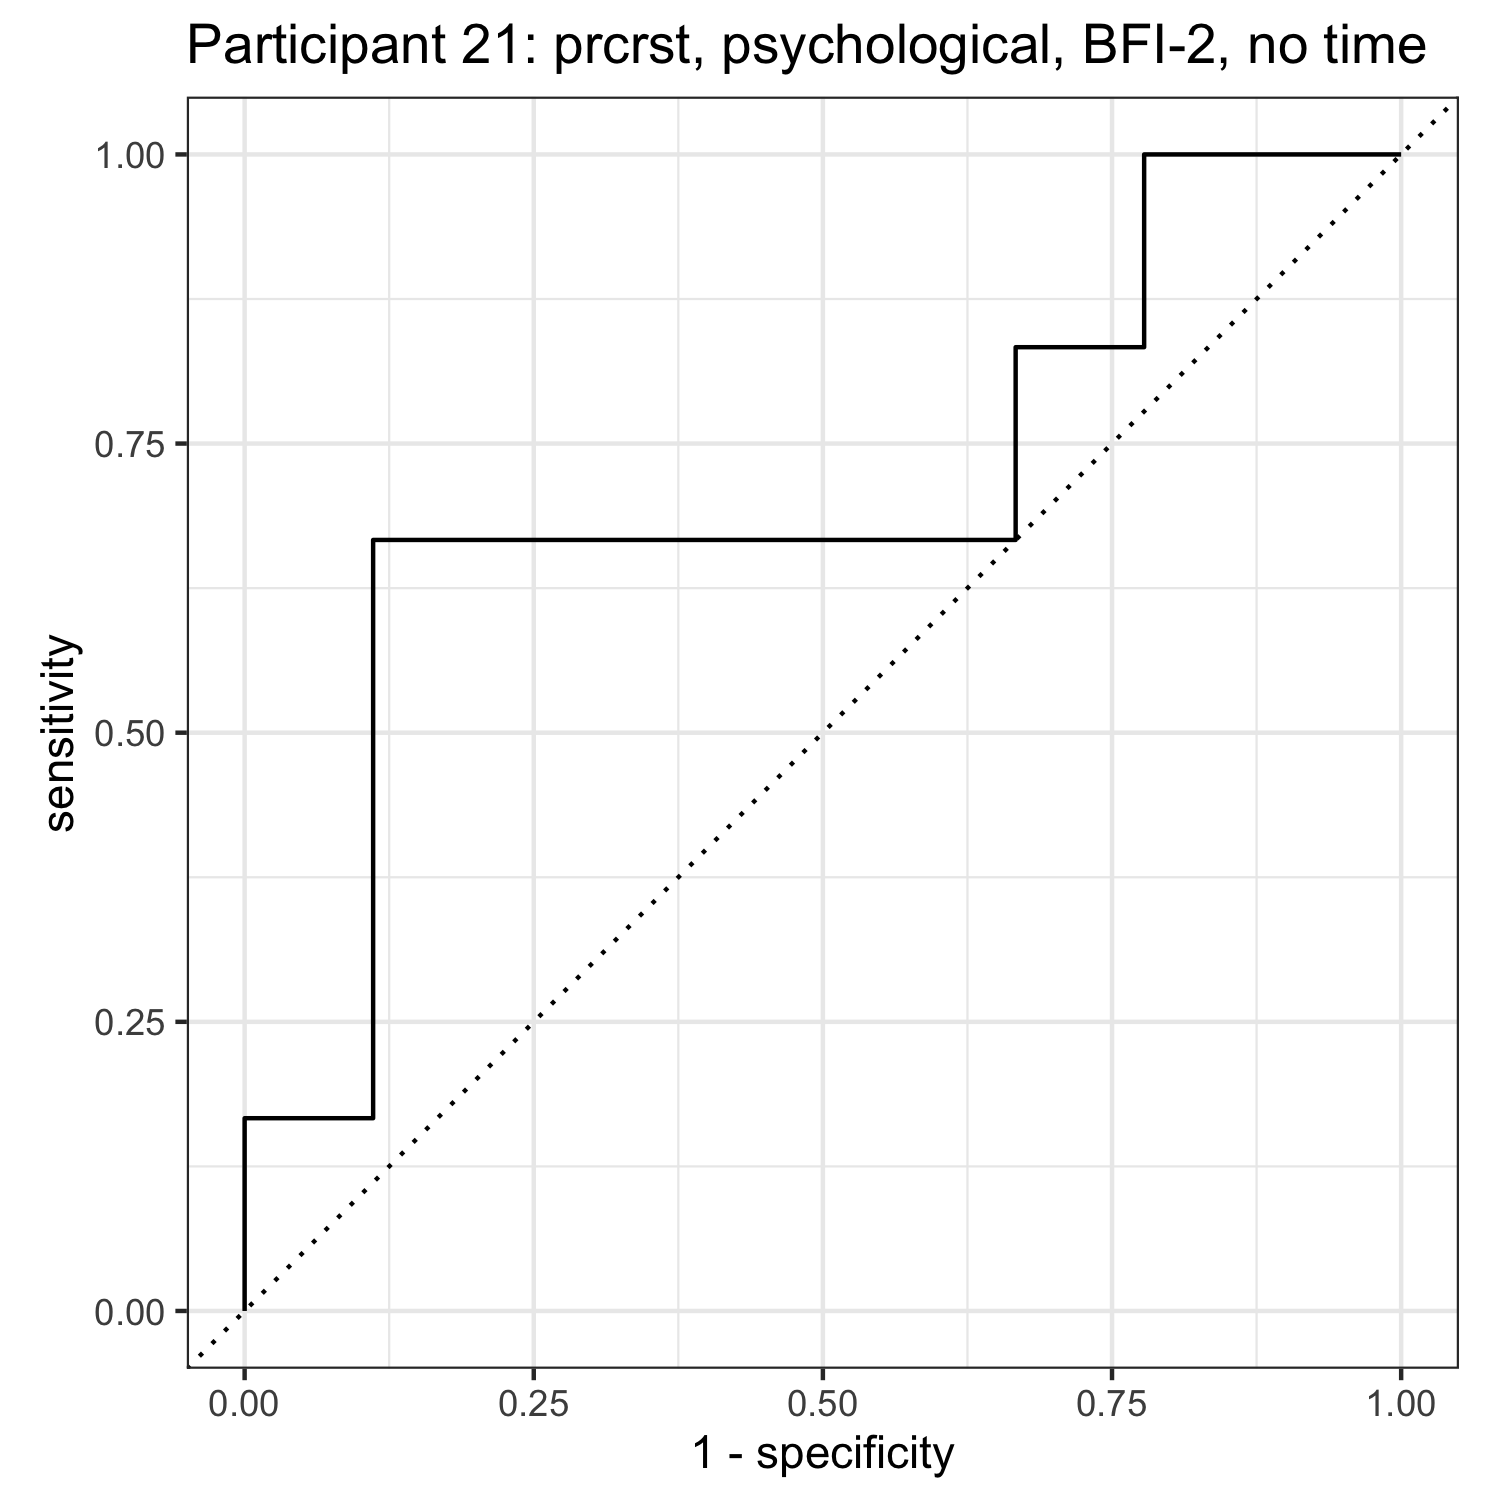 Participant 21: prcrst, psychological, BFI-2, no time
1.00
0.75
0.50
0.25
0.00
sensitivity
0.00 0.25 0.50 0.75 1.00
1 - specificity